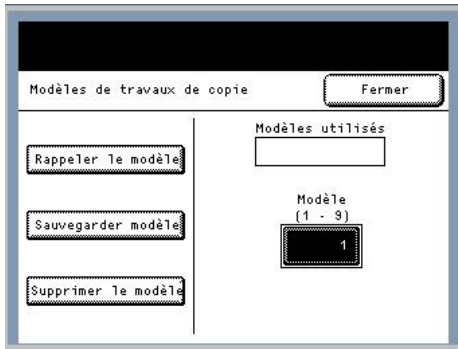 Modèles de travaux de copie
Fermer
Modèles utilisés
Rappeler le modèle
Modèle
(1 - 9)
Sauvegarder modèle
1
Supprimer le modèle